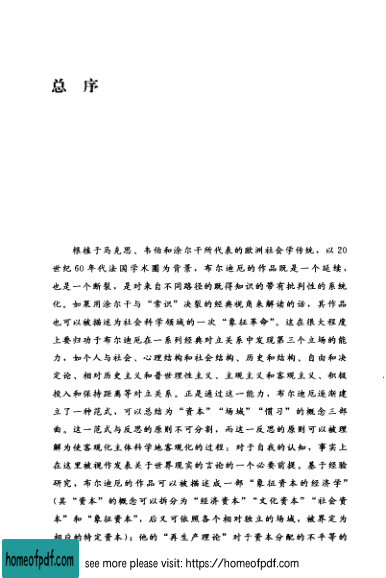 总 序
根植于马克思、韦伯和涂尔干所代表的欧洲社会学传统，以 20
世纪 60 年代法国学术圈为背景，布尔迪厄的作品既是一个延续，
也是一个断裂，是对来自不同路径的既得知识的带有批判性的系统
化。如果用涂尔干与“常识”决裂的经典视角来解读的话，其作品
也可以被描述为社会科学领域的一次“象征革命”。这在很大程度
上要归功于布尔迪厄在一系列经典对立关系中发现第三个立场的能
力，如个人与社会、心理结构和社会结构、历史和结构、自由和决
定论、相对历史主义和普世理性主义、主观主义和客观主义、积极
投入和保持距离等对立关系。正是通过这一能力，布尔迪厄逐渐建
立了一种范式，可以总结为“资本”“场域”“惯习”的概念三部
曲。这一范式与反思的原则不可分割，而这一反思的原则可以被理
解为使客观化主体科学地客观化的过程：对于自我的认知，事实上
在这里被视作发表关于世界现实的言论的一个必要前提。基于经验
研究，布尔迪厄的作品可以被描述成一部“象征资本的经济学”
(其“资本”的概念可以拆分为“经济资本”“文化资本”“社会资
本”和“象征资本”，后又可依照各个相对独立的场域，被界定为
相应的特定资本)；他的“再生产理论”对于资本分配的不平等的
homeofpdf.com
homeofpdf.com see more please visit: https://homeofpdf.com